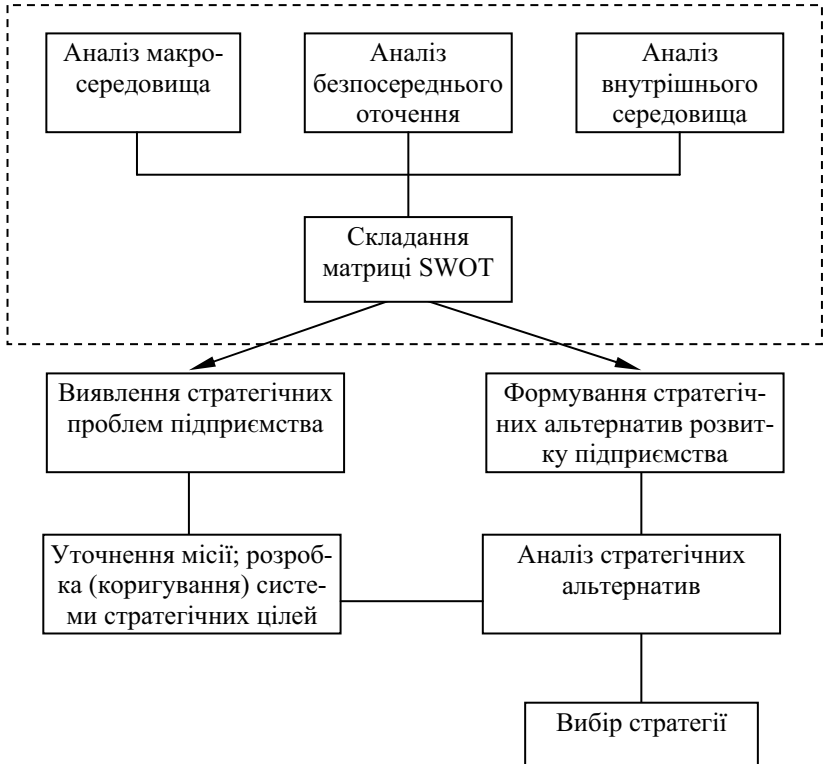 Аналіз макро-
середовища
Аналіз
безпосереднього
оточення
Аналіз
внутрішнього
середовища
Складання
матриці SWOT
Виявлення стратегічних
проблем підприємства
Формування стратегіч-
них альтернатив розвит-
ку підприємства
Уточнення місії; розроб-
ка (коригування) систе-
ми стратегічних цілей
Аналіз стратегічних
альтернатив
Вибір стратегії